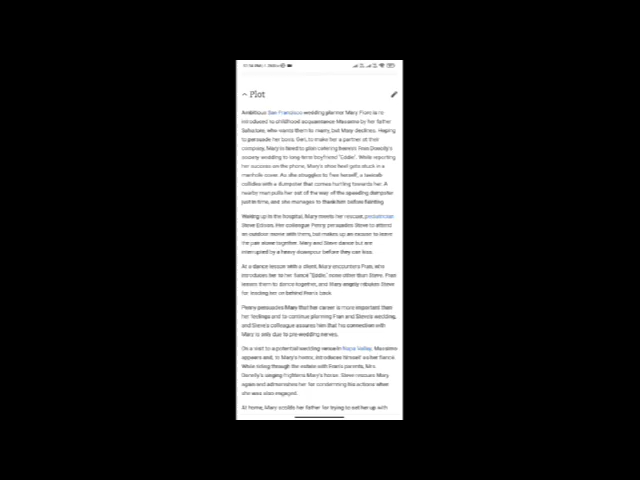 Plot
Ambitious San Francisco wedding planner Mary Fiore is re-
introduced to childhood acquaintance Massimo by her father
Salvatore, who wants them to marry, but Mary declines. Hoping
to persuade her boss, Geri, to make her a partner at their
company, Mary is hired to plan catering heiress Fran Donolly's
society wedding to long-term boyfriend "Eddie". While reporting
her success on the phone, Mary's shoe heel gets stuck in a
manhole cover. As she struggles to free herself, a taxicab
collides with a dumpster that comes hurtling towards her. A
nearby man pulls her out of the way of the speeding dumpster
just in time, and she manages to thank him before fainting.
Waking up in the hospital, Mary meets her rescuer, pediatrician
Steve Edison. Her colleague Penny persuades Steve to attend
an outdoor movie with them, but makes up an excuse to leave
the pair alone together. Mary and Steve dance but are
interrupted by a heavy downpour before they can kiss.
At a dance lesson with a client, Mary encounters Fran, who
introduces her to her fiancé "Eddie," none other than Steve. Fran
leaves them to dance together, and Mary angrily rebukes Steve
for leading her on behind Fran's back.
Penny persuades Mary that her career is more important than
her feelings and to continue planning Fran and Steve's wedding,
and Steve's colleague assures him that his connection with
Mary is only due to pre-wedding nerves.
On a visit to a potential wedding venue in Napa Valley, Massimo
appears and, to Mary's horror, introduces himself as her fiancé.
While riding through the estate with Fran's parents, Mrs.
Donolly's singing frightens Mary's horse. Steve rescues Mary
again and admonishes her for condemning his actions when
she was also engaged.
At home, Mary scolds her father for trying to set her up with